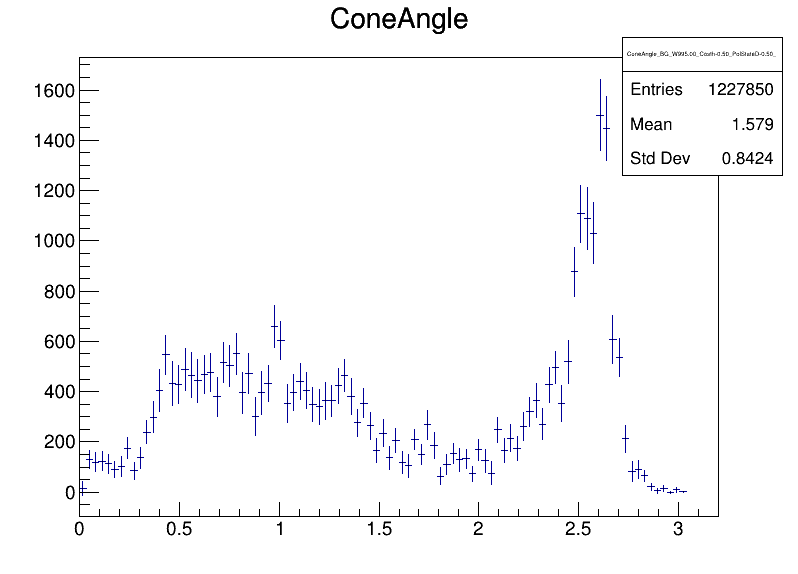 ConeAngle
ConeAngle_BG_W995.00_Costh-0.50_PolStateD-0.50_
Entries 1227850
Mean 1.579
Std Dev 0.8424
1600
1400
1200
1000
800
600
400
200
0
0 0.5 1 1.5 2 2.5 3